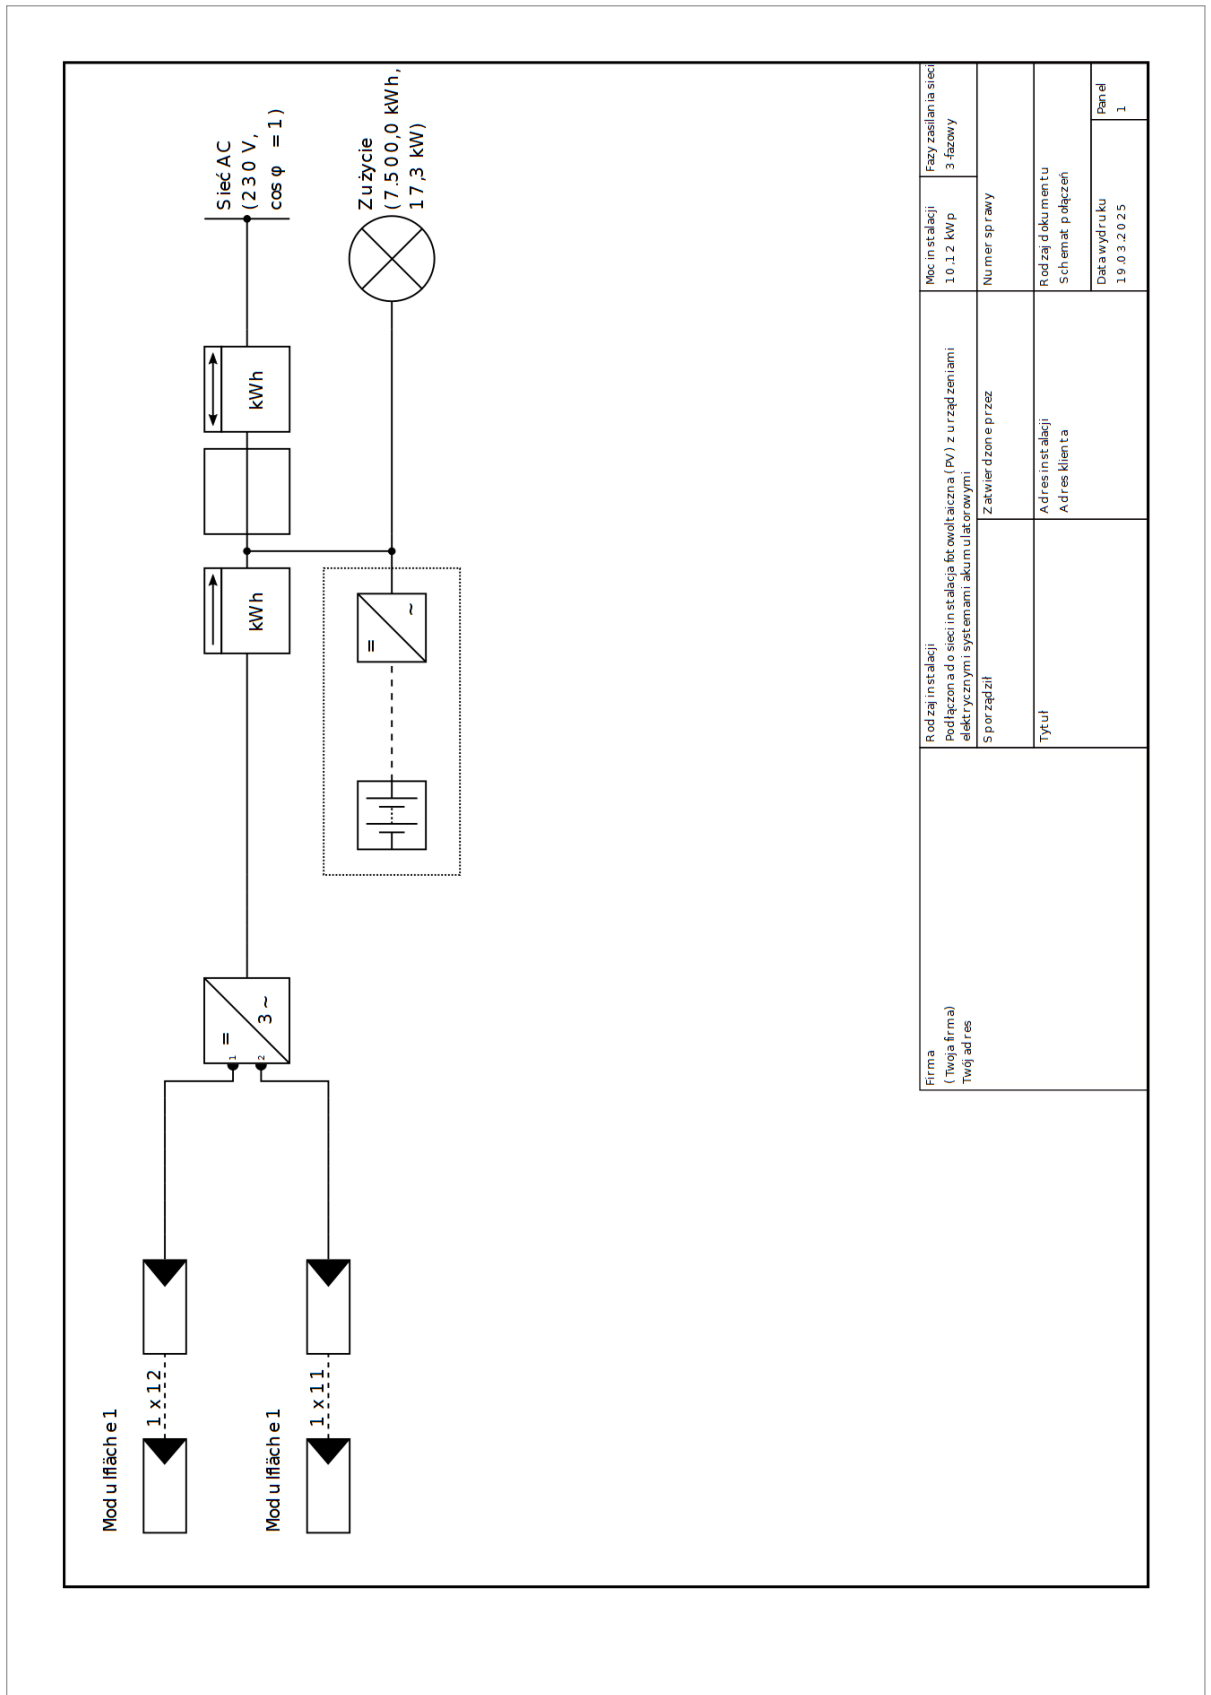 Modulfläche 1
1 x 12
Modulfläche 1
1 x 11
=
3 ~
1
2
kWh
kWh
Sieć AC
(230 V,
cos φ = 1)
=
~
Zużycie
(7.500,0 kWh,
17,3 kW)
Firma
(Twoja firma)
Twój adres
Rodzaj instalacji
Podłączona do sieci instalacja fotowoltaiczna (PV) z urządzeniami
elektrycznymi systemami akumulatorowymi
Moc instalacji
10,12 kWp
Fazy zasilania sieci
3-fazowy
Sporządził
Zatwierdzone przez
Numer sprawy
Tytuł
Adres instalacji
Adres klienta
Rodzaj dokumentu
Schemat połączeń
Data wydruku
19.03.2025
Panel
1